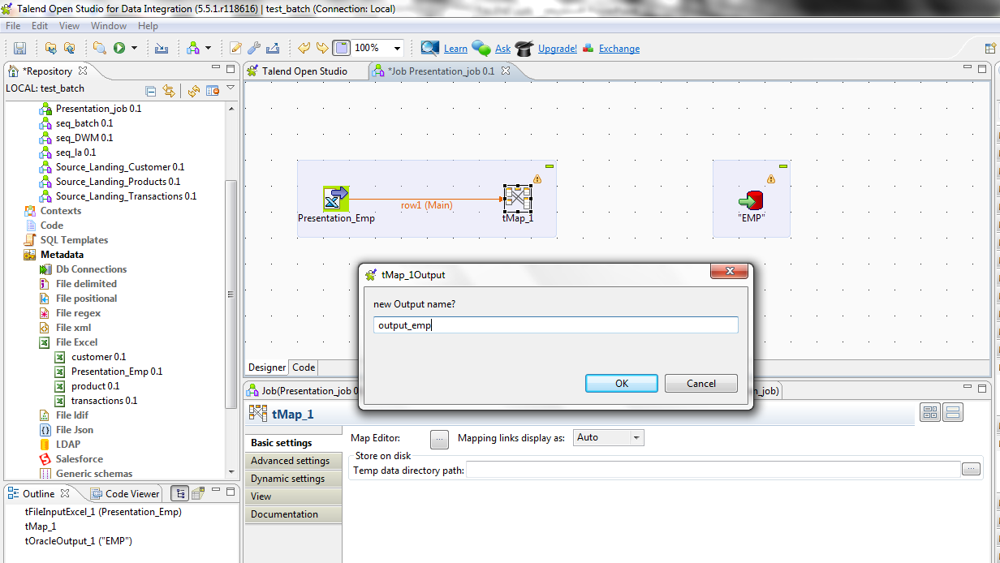 Talend Open Studio for Data Integration (5.5.1.r118616) | test_batch (Connection: Local)
File Edit View Window Help
100% Learn Ask Upgrade! Exchange
*Repository
LOCAL: test_batch
Presentation_job 0.1
seq_batch 0.1
seq_DWM 0.1
seq_la 0.1
Source_Landing_Customer 0.1
Source_Landing_Products 0.1
Source_Landing_Transactions 0.1
Contexts
Code
SQL Templates
Metadata
Db Connections
File delimited
File positional
File regex
File xml
File Excel
customer 0.1
Presentation_Emp 0.1
product 0.1
transactions 0.1
File ldif
File Json
LDAP
Salesforce
Generic schemas
Outline Code Viewer
tFileInputExcel_1 (Presentation_Emp)
tMap_1
tOracleOutput_1 ("EMP")
Talend Open Studio *Job Presentation_job 0.1
Presentation_Emp
row1 (Main)
tMap_1
"EMP"
tMap_1Output
new Output name?
output_emp
OK Cancel
Designer Code
Job(Presentation_job 0 n_job)
tMap_1
Basic settings
Advanced settings
Dynamic settings
View
Documentation
Map Editor: ... Mapping links display as: Auto
Store on disk
Temp data directory path: ...